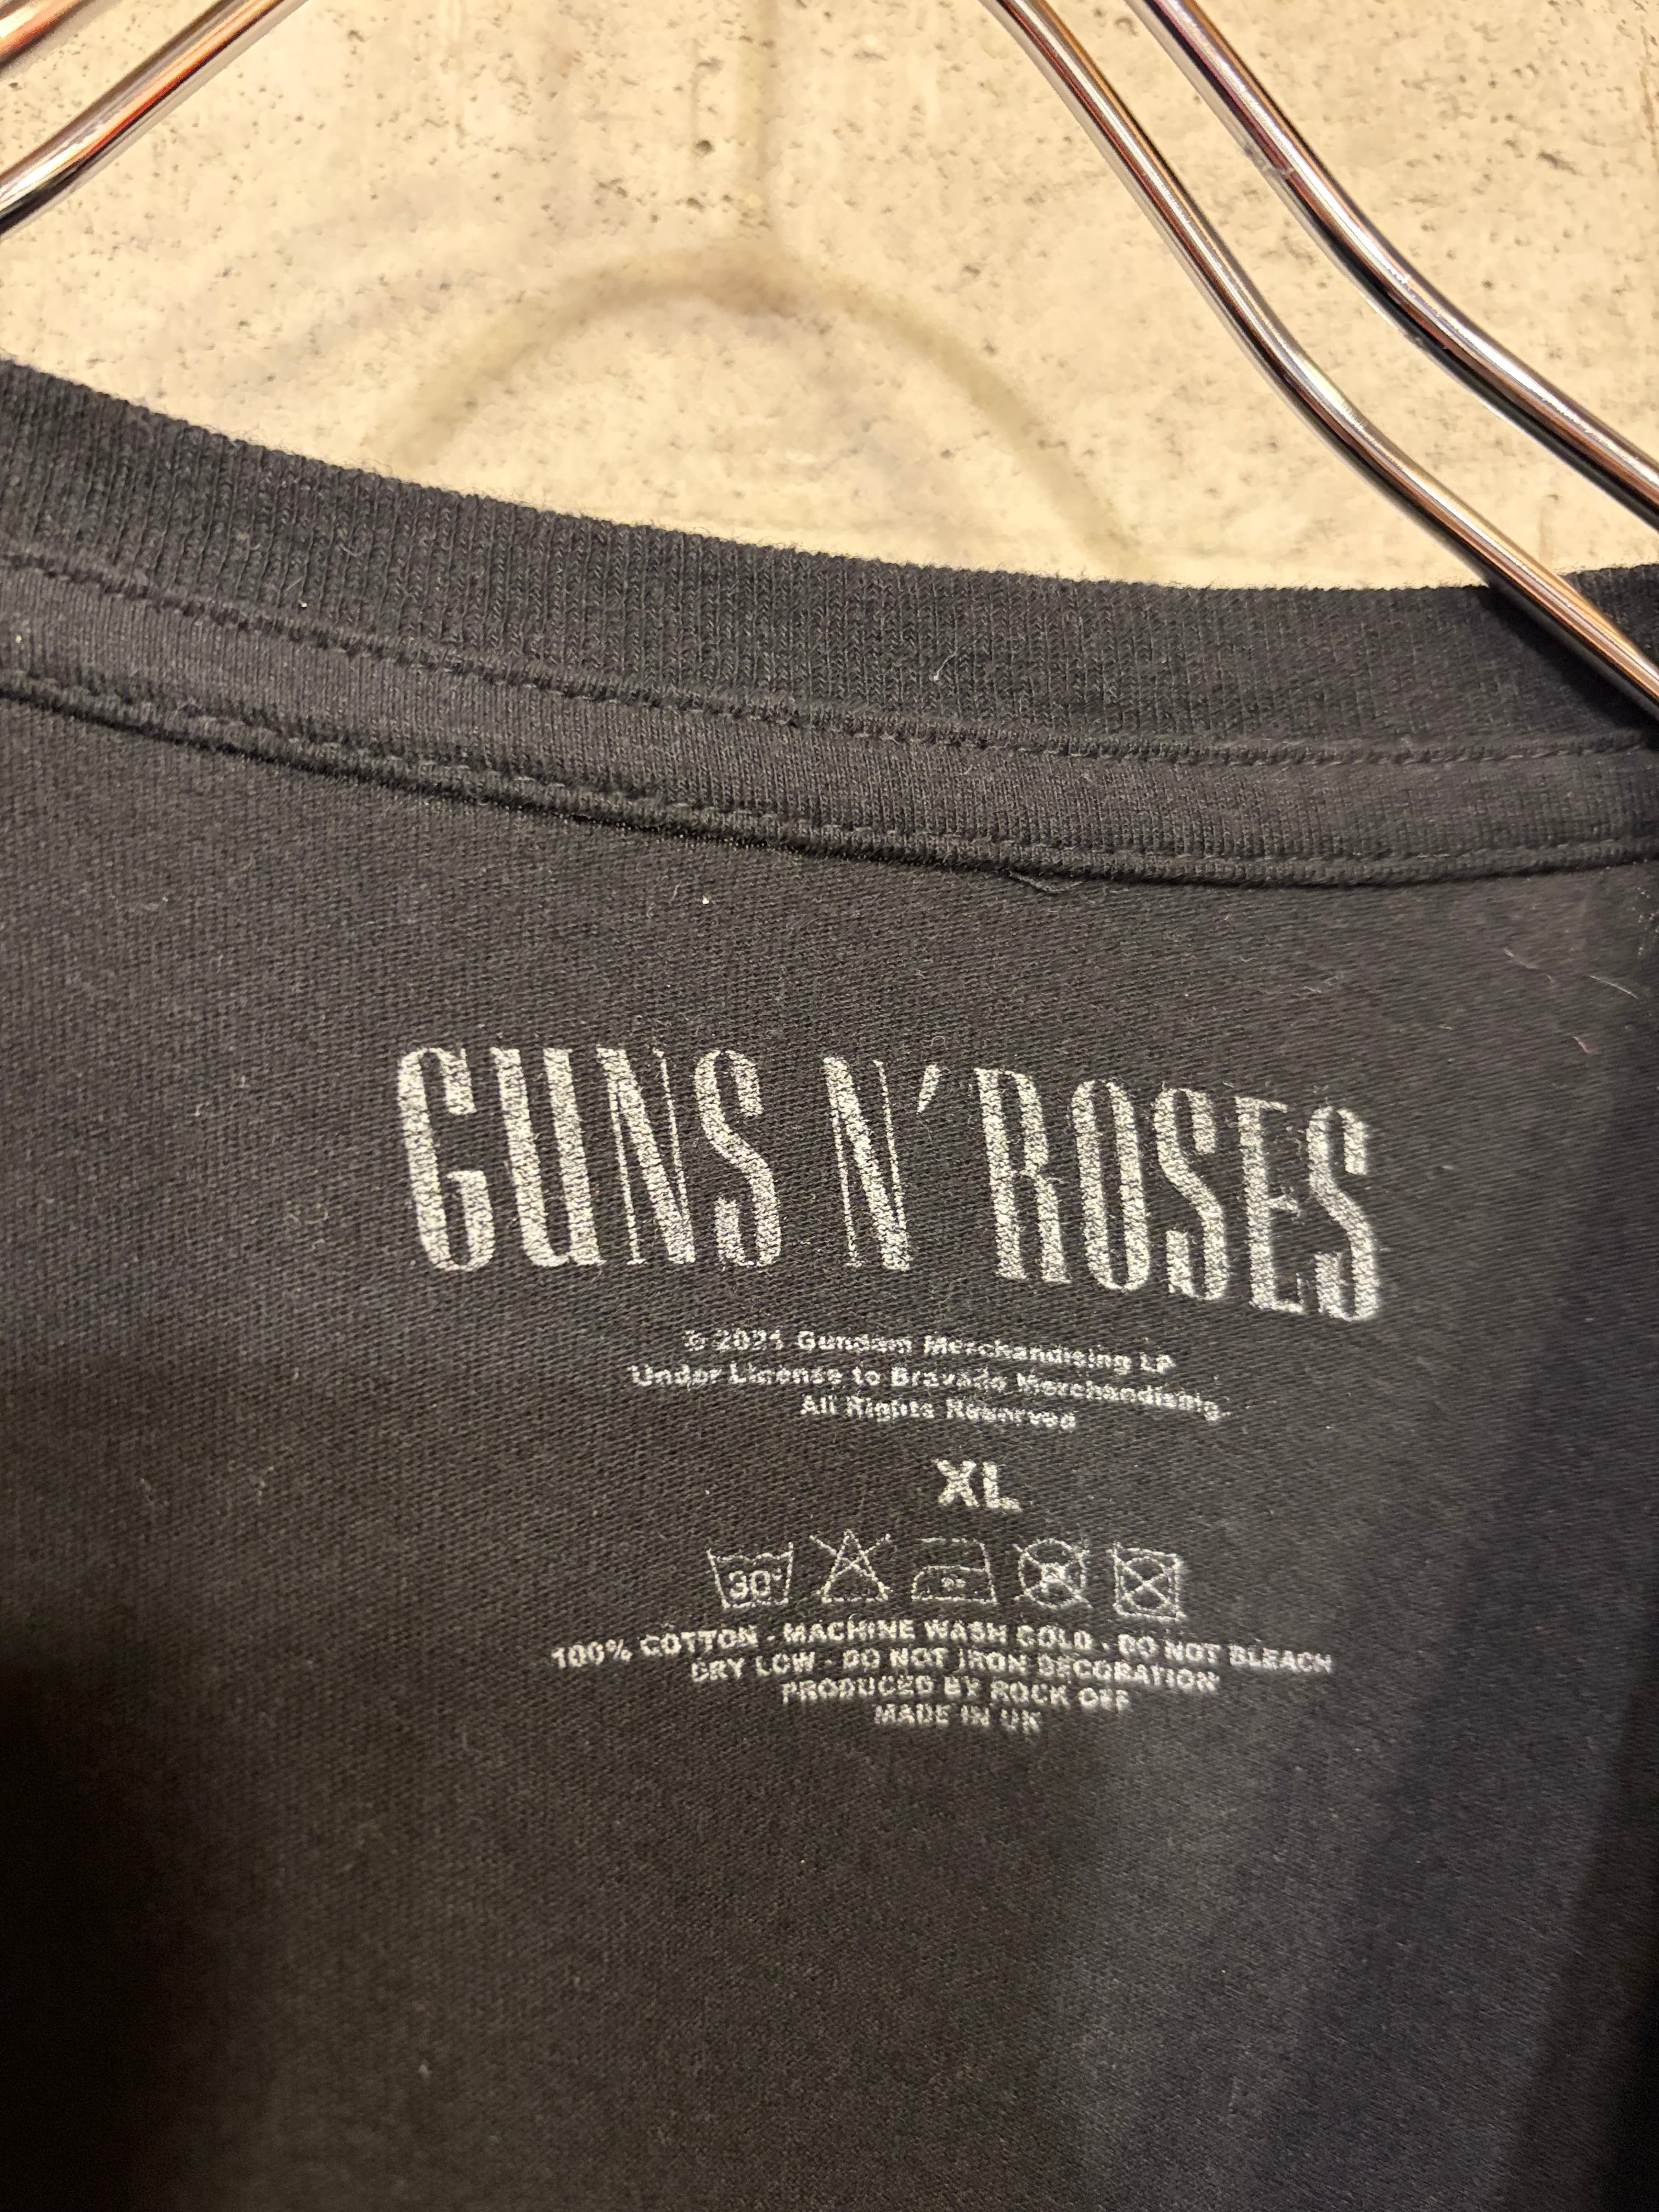 GUNS N' ROSES
© 2021 Gundam Merchandising LP
Under License to Bravado Merchandising.
All Rights Reserved
XL
30°
100% COTTON - MACHINE WASH COLD - DO NOT BLEACH
DRY LOW - DO NOT IRON DECORATION
PRODUCED BY ROCK OFF
MADE IN UK